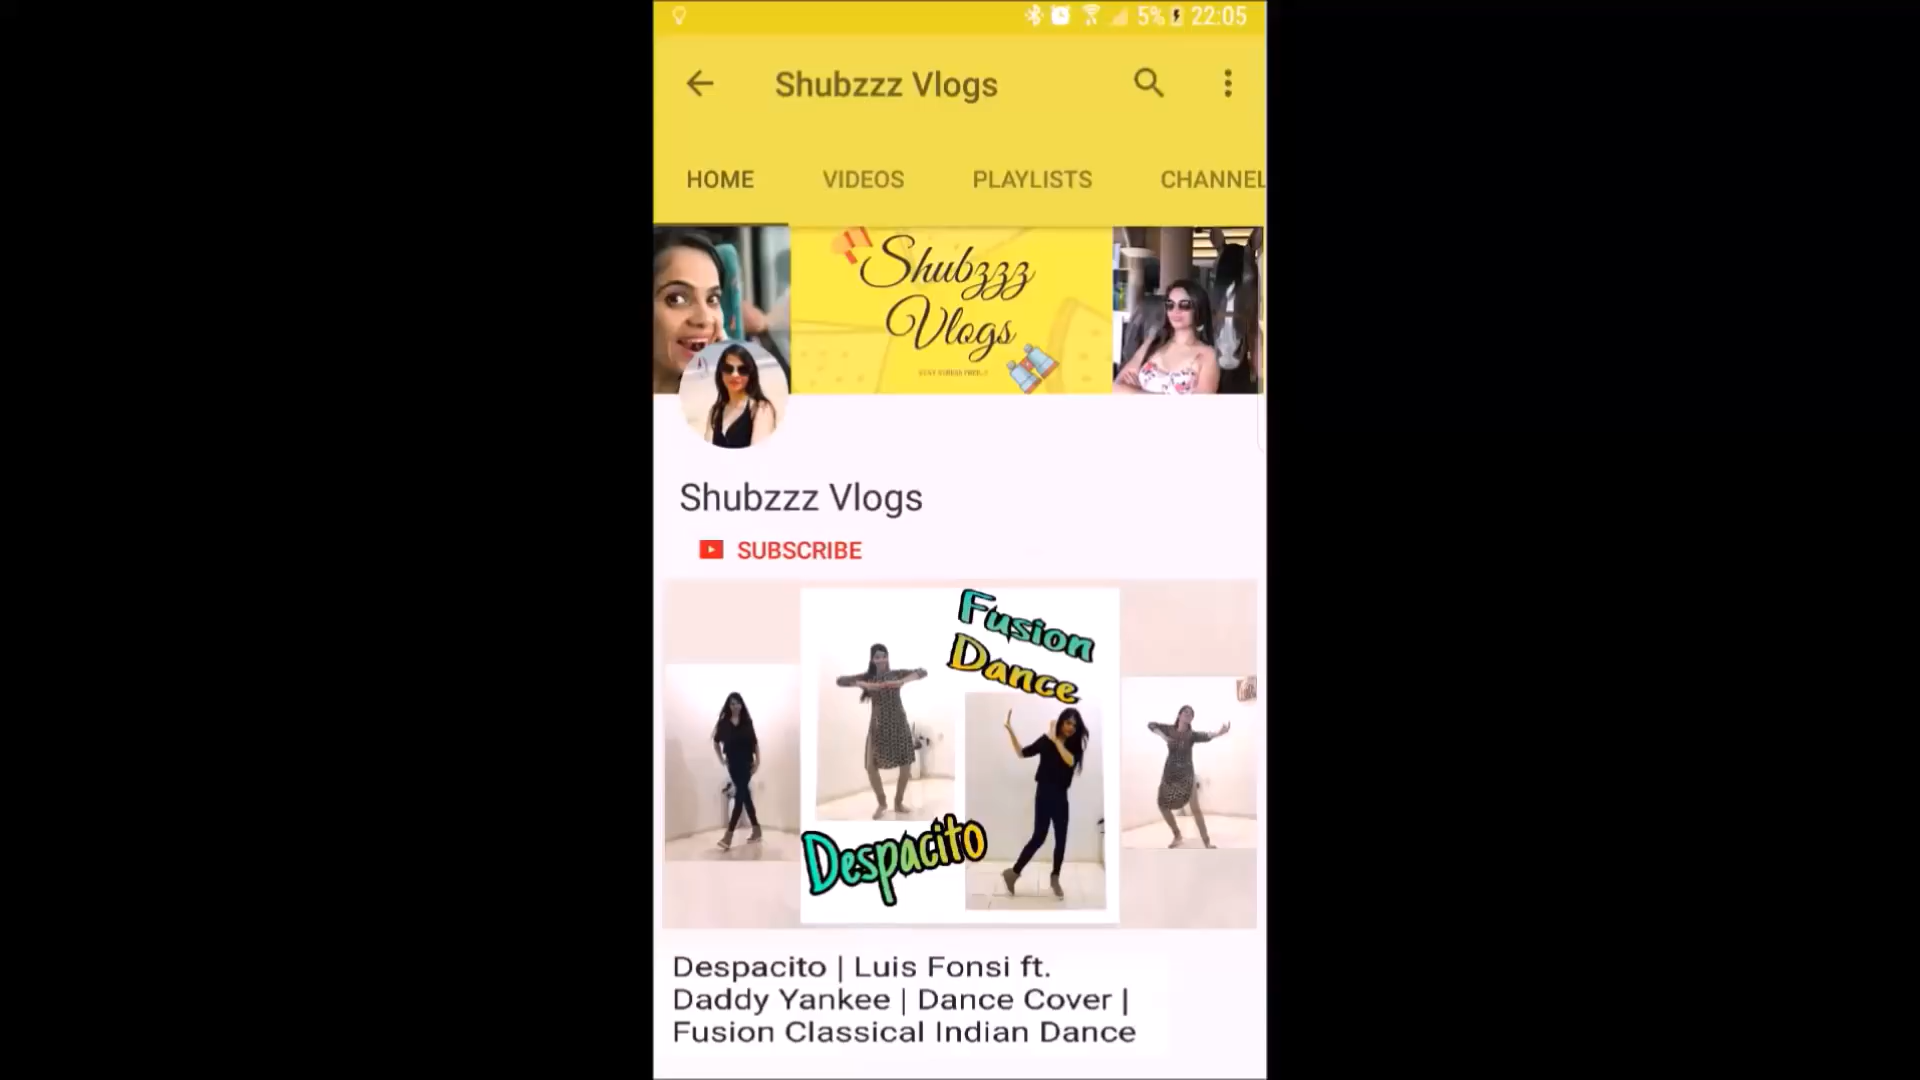 5% 22:05
Shubzzz Vlogs
HOME VIDEOS PLAYLISTS CHANNEL
Shubzzz
Vlogs
Shubzzz Vlogs
SUBSCRIBE
Fusion
Dance
Despacito
Despacito | Luis Fonsi ft.
Daddy Yankee | Dance Cover |
Fusion Classical Indian Dance